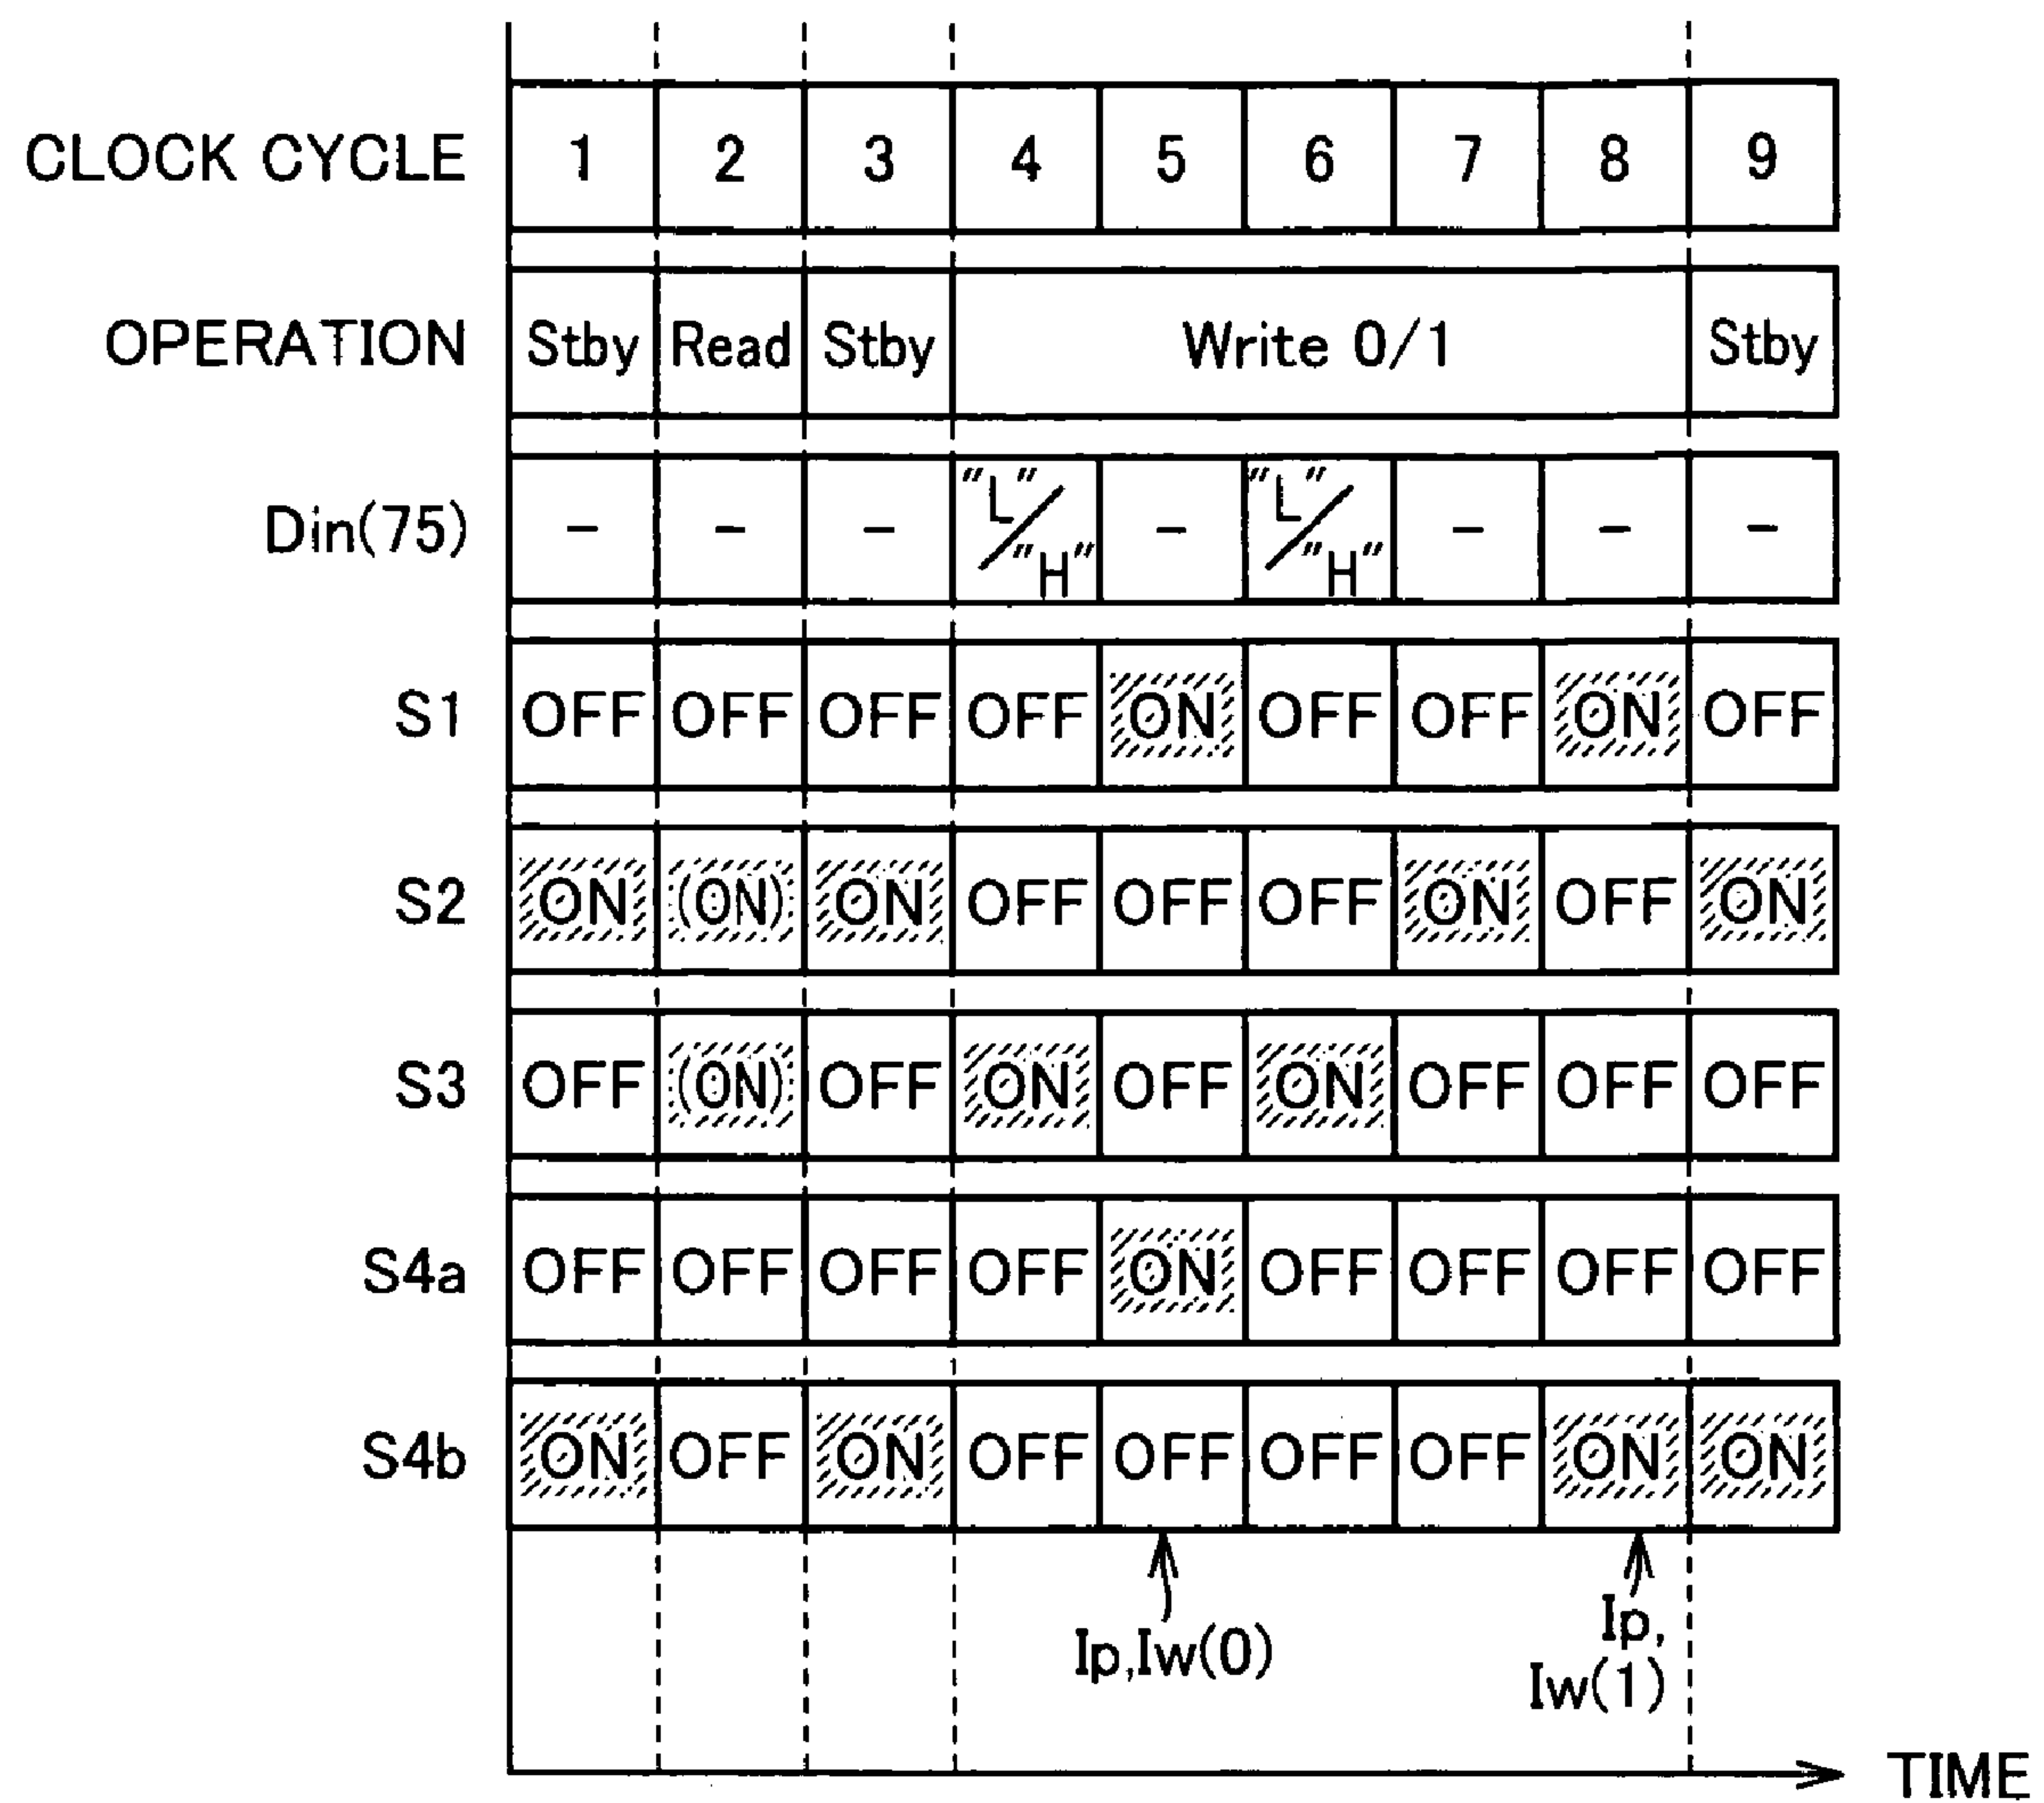 CLOCK CYCLE 1 2 3 4 5 6 7 8 9
OPERATION Stby Read Stby Write 0/1 Stby
Din(75) - - - "L"/"H" - "L"/"H" - - -
S1 OFF OFF OFF OFF ON OFF OFF ON OFF
S2 ON (ON) ON OFF OFF OFF ON OFF ON
S3 OFF (ON) OFF ON OFF ON OFF OFF OFF
S4a OFF OFF OFF OFF ON OFF OFF OFF OFF
S4b ON OFF ON OFF OFF OFF OFF ON ON
Ip,Iw(0)
Ip,
Iw(1)
TIME